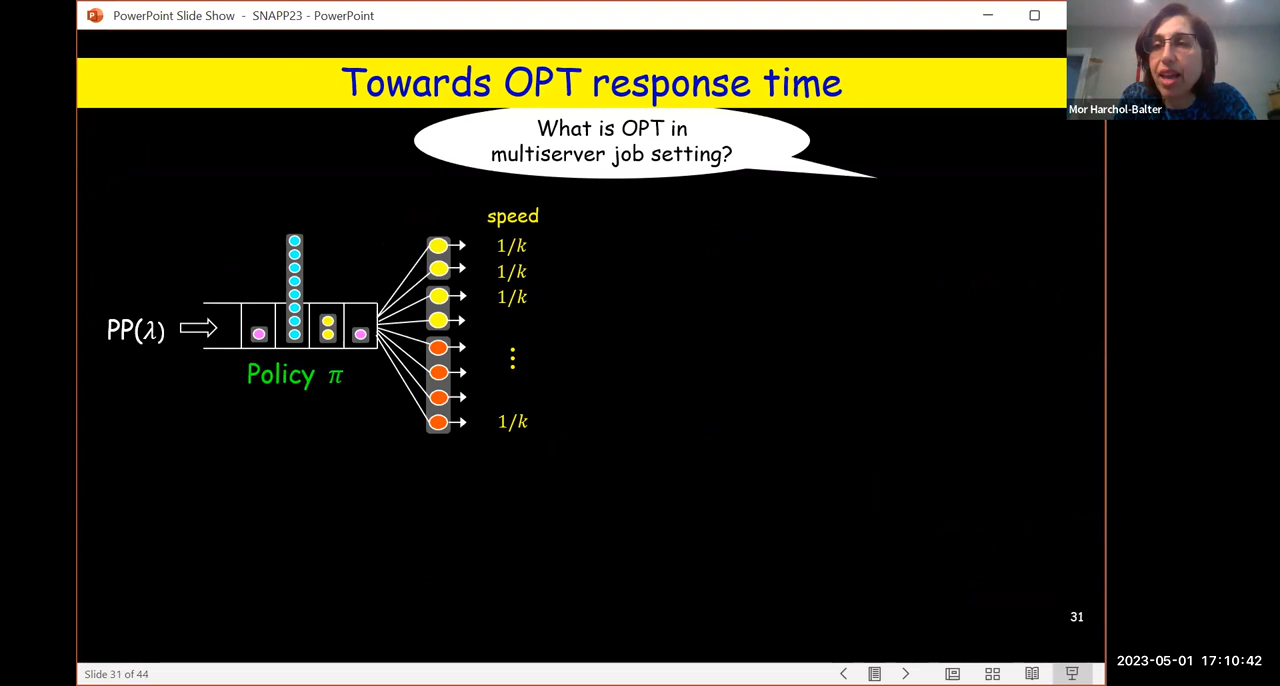 PowerPoint Slide Show - SNAPP23 - PowerPoint
Towards OPT response time
Mor Harchol-Balter
What is OPT in
multiserver job setting?
speed
1/k
1/k
1/k
PP(λ)
⋮
Policy π
1/k
31
Slide 31 of 44
2023-05-01 17:10:42